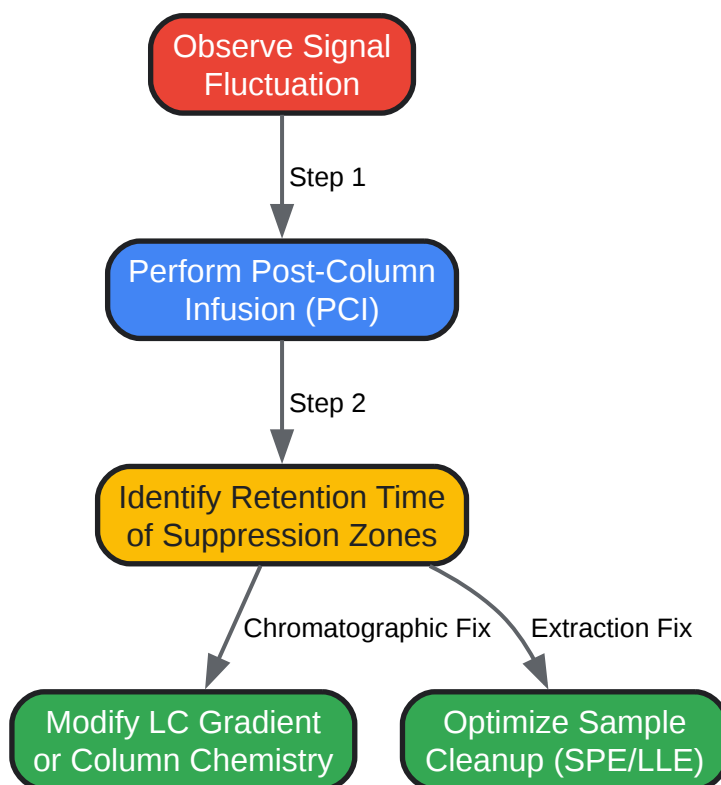 Observe Signal
Fluctuation
Step 1
Perform Post-Column
Infusion (PCI)
Step 2
Identify Retention Time
of Suppression Zones
Chromatographic Fix
Extraction Fix
Modify LC Gradient
or Column Chemistry
Optimize Sample
Cleanup (SPE/LLE)